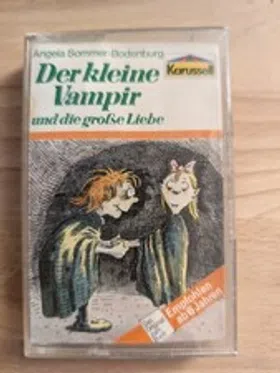 Angela Sommer-Bodenburg
Karussell
Der kleine
Vampir
und die große Liebe
Empfohlen
ab 6 Jahren